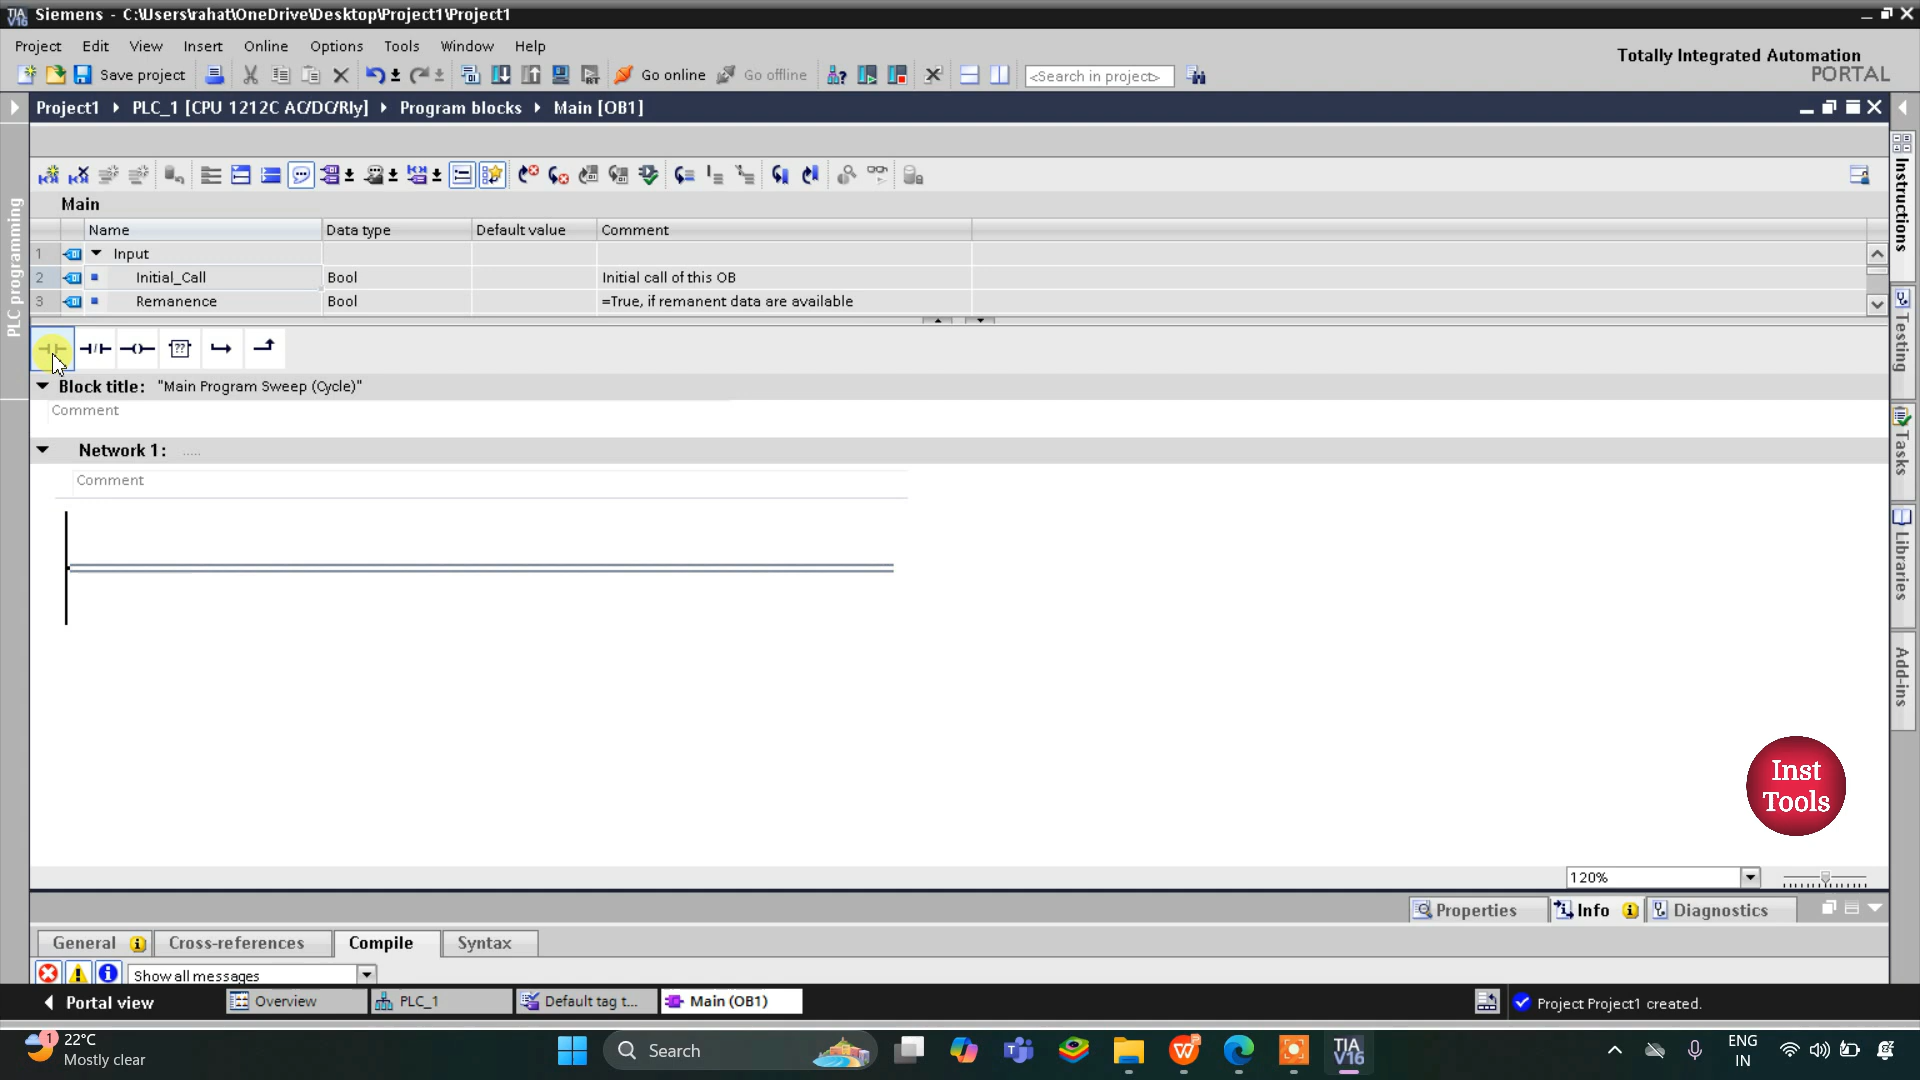 Siemens - C:\Users\rahat\OneDrive\Desktop\Project1\Project1
Project Edit View Insert Online Options Tools Window Help
Totally Integrated Automation
PORTAL
Save project Go online Go offline <Search in project>
Project1 PLC_1 [CPU 1212C AC/DC/Rly] Program blocks Main [OB1]
PLC programming
Instructions
Testing
Tasks
Libraries
Add-ins
Main
Name Data type Default value Comment
1 Input
2 Initial_Call Bool Initial call of this OB
3 Remanence Bool =True, if remanent data are available
??
Block title: "Main Program Sweep (Cycle)"
Comment
Network 1: .....
Comment
Inst
Tools
120%
Properties Info Diagnostics
General Cross-references Compile Syntax
Show all messages
Portal view Overview PLC_1 Default tag t... Main (OB1) Project Project1 created.
1 22°C
Mostly clear
Search
TIA
V16
ENG
IN